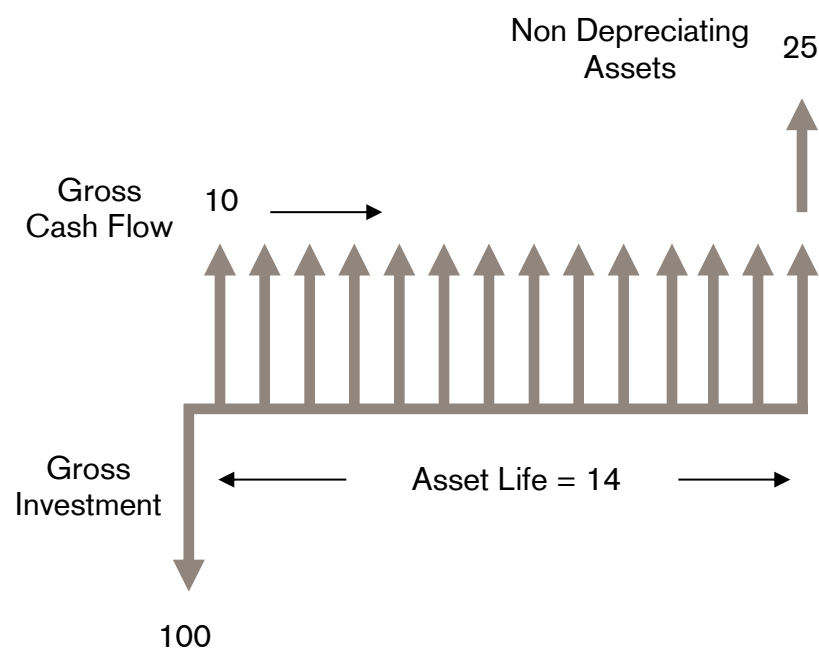 Non Depreciating
Assets
25
Gross
Cash Flow
10
Gross
Investment
Asset Life = 14
100